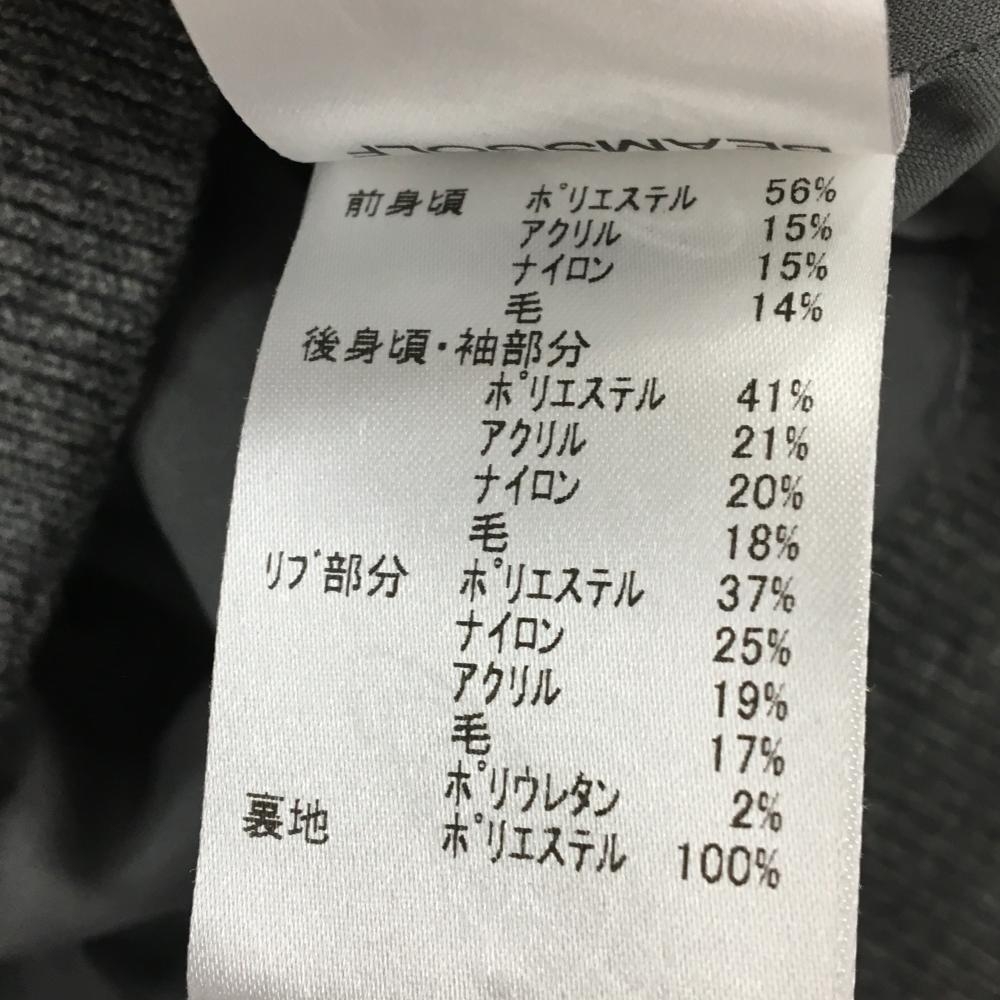 BEAMSGOLF
前身頃 ポリエステル 56%
アクリル 15%
ナイロン 15%
毛 14%
後身頃・袖部分
ポリエステル 41%
アクリル 21%
ナイロン 20%
毛 18%
リブ部分 ポリエステル 37%
ナイロン 25%
アクリル 19%
毛 17%
ポリウレタン 2%
裏地 ポリエステル 100%